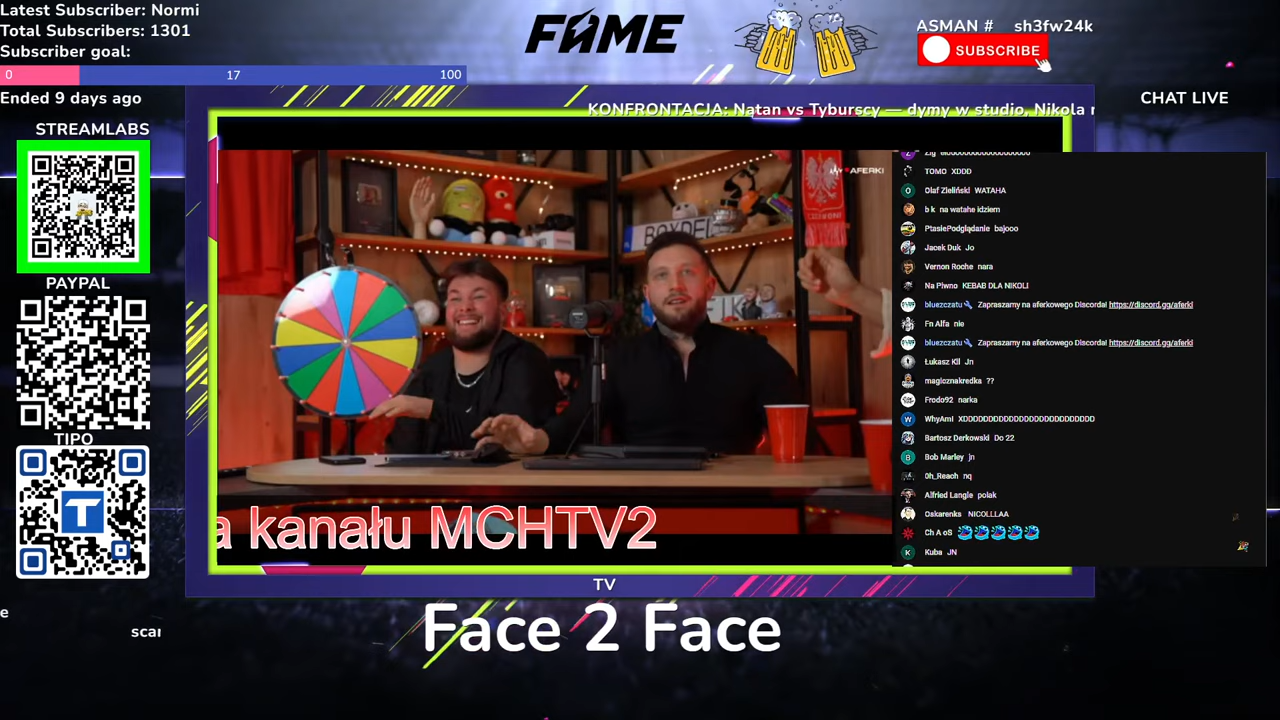 Latest Subscriber: Normi
Total Subscribers: 1301
Subscriber goal:
0 17 100
Ended 9 days ago
STREAMLABS
PAYPAL
TIPO
T
e
scar
FAME
ASMAN # sh3fw24k
SUBSCRIBE
CHAT LIVE
KONFRONTACJA: Natan vs Tyburscy — dymy w studio, Nikola
AFERKI
BOXDEL
a kanału MCHTV2
TV
Face 2 Face
TOMO XDDD
Olaf Zieliński WATAHA
b k na watahe idziem
PtasiePodglądanie bajooo
Jacek Duk Jo
Vernon Roche nara
Na Piwno KEBAB DLA NIKOLI
bluezczatu Zapraszamy na aferkowego Discorda! https://discord.gg/aferki
Fn Alfa nie
bluezczatu Zapraszamy na aferkowego Discorda! https://discord.gg/aferki
Łukasz Kil Jn
magicznakredka ??
Frodo92 narka
W WhyAmI XDDDDDDDDDDDDDDDDDDDDDDDDDD
Bartosz Derkowski Do 22
Bob Marley jn
0h_Reach nq
Alfried Langle polak
Oskarenks NICOLLLAA
Ch A oS
K Kuba JN